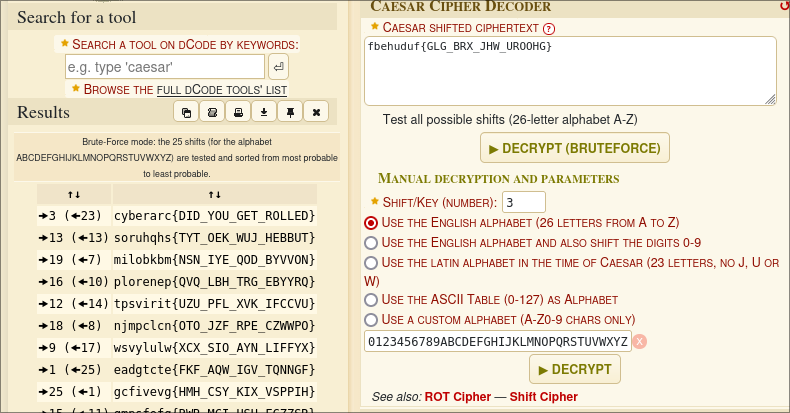 Search for a tool
★ Search a tool on dCode by keywords:
e.g. type 'caesar'
★ Browse the full dCode tools' list
Results
Brute-Force mode: the 25 shifts (for the alphabet
ABCDEFGHIJKLMNOPQRSTUVWXYZ) are tested and sorted from most probable
to least probable.
↑↓ ↑↓
➔3 (←23) cyberarc{DID_YOU_GET_ROLLED}
➔13 (←13) soruhqhs{TYT_OEK_WUJ_HEBBUT}
➔19 (←7) milobkbm{NSN_IYE_QOD_BYVVON}
➔16 (←10) plorenep{QVQ_LBH_TRG_EBYYRQ}
➔12 (←14) tpsvirit{UZU_PFL_XVK_IFCCVU}
➔18 (←8) njmpclcn{OTO_JZF_RPE_CZWWPO}
➔9 (←17) wsvylulw{XCX_SIO_AYN_LIFFYX}
➔1 (←25) eadgtcte{FKF_AQW_IGV_TQNNGF}
➔25 (←1) gcfivevg{HMH_CSY_KIX_VSPPIH}
Caesar Cipher Decoder
★ Caesar shifted ciphertext ?
fbehuduf{GLG_BRX_JHW_UROOHG}
Test all possible shifts (26-letter alphabet A-Z)
▶ DECRYPT (BRUTEFORCE)
Manual decryption and parameters
★ Shift/Key (number): 3
Use the English alphabet (26 letters from A to Z)
Use the English alphabet and also shift the digits 0-9
Use the latin alphabet in the time of Caesar (23 letters, no J, U or
W)
Use the ASCII Table (0-127) as Alphabet
Use a custom alphabet (A-Z0-9 chars only)
0123456789ABCDEFGHIJKLMNOPQRSTUVWXYZ X
▶ DECRYPT
See also: ROT Cipher — Shift Cipher